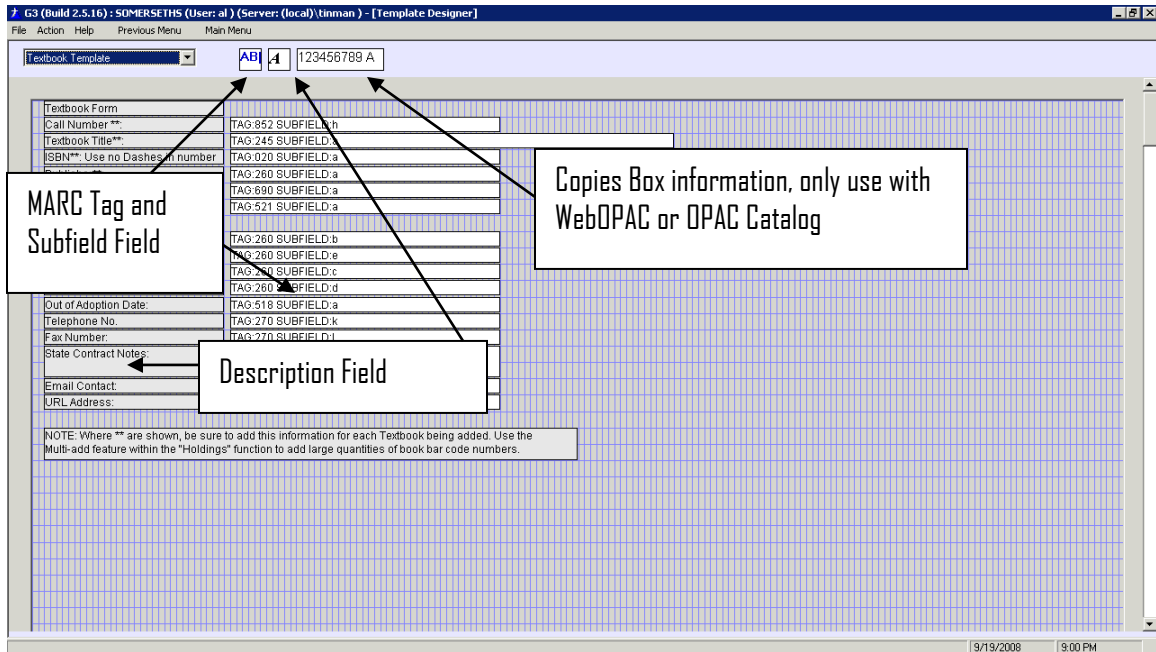 G3 (Build 2.5.16) : SOMERSETHS (User: al ) (Server: (local)\tinman ) - [Template Designer]
File Action Help Previous Menu Main Menu
Textbook Template
AB
A
123456789 A
Textbook Form
Call Number **: TAG:852 SUBFIELD:h
Textbook Title**: TAG:245 SUBFIELD:a
ISBN**: Use no Dashes in number TAG:020 SUBFIELD:a
TAG:260 SUBFIELD:a
TAG:690 SUBFIELD:a
TAG:521 SUBFIELD:a
MARC Tag and
Subfield Field
Copies Box information, only use with
WebOPAC or OPAC Catalog
TAG:260 SUBFIELD:b
TAG:260 SUBFIELD:e
TAG:260 SUBFIELD:c
TAG:260 SUBFIELD:d
Out of Adoption Date: TAG:518 SUBFIELD:a
Telephone No. TAG:270 SUBFIELD:k
Fax Number: TAG:270 SUBFIELD:l
State Contract Notes:
Description Field
Email Contact:
URL Address:
NOTE: Where ** are shown, be sure to add this information for each Textbook being added. Use the
Multi-add feature within the "Holdings" function to add large quantities of book bar code numbers.
9/19/2008 9:00 PM